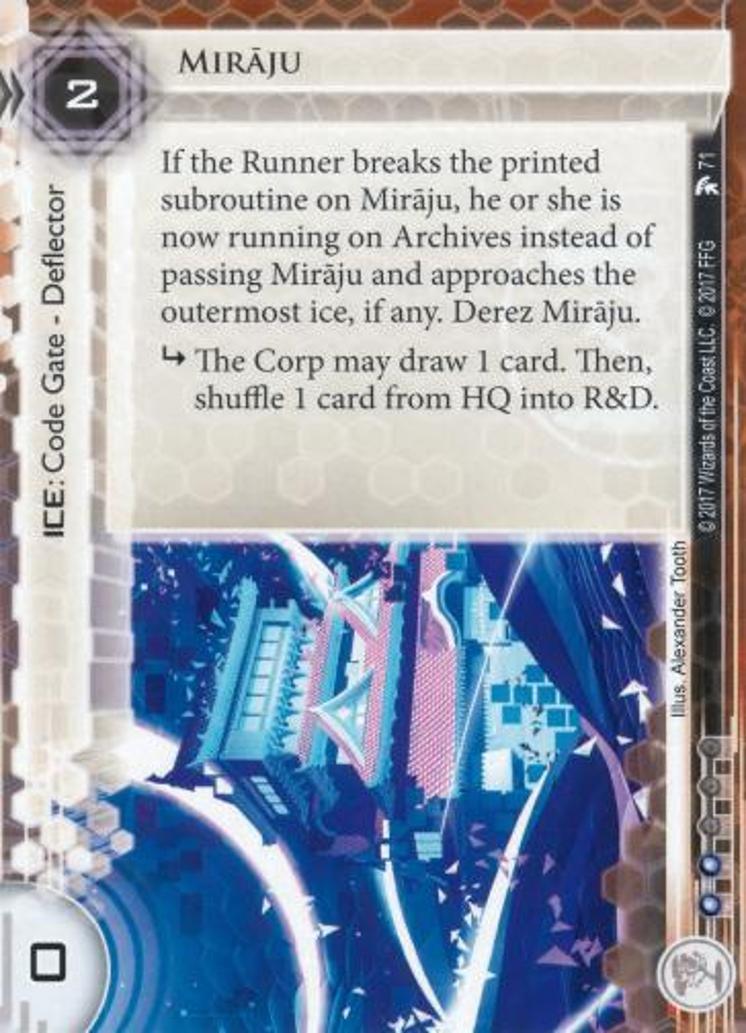 2
MIRĀJU
If the Runner breaks the printed
subroutine on Mirāju, he or she is
now running on Archives instead of
passing Mirāju and approaches the
outermost ice, if any. Derez Mirāju.
↳ The Corp may draw 1 card. Then,
shuffle 1 card from HQ into R&D.
ICE: Code Gate - Deflector
71
© 2017 Wizards of the Coast LLC. © 2017 FFG
Illus. Alexander Tooth
0